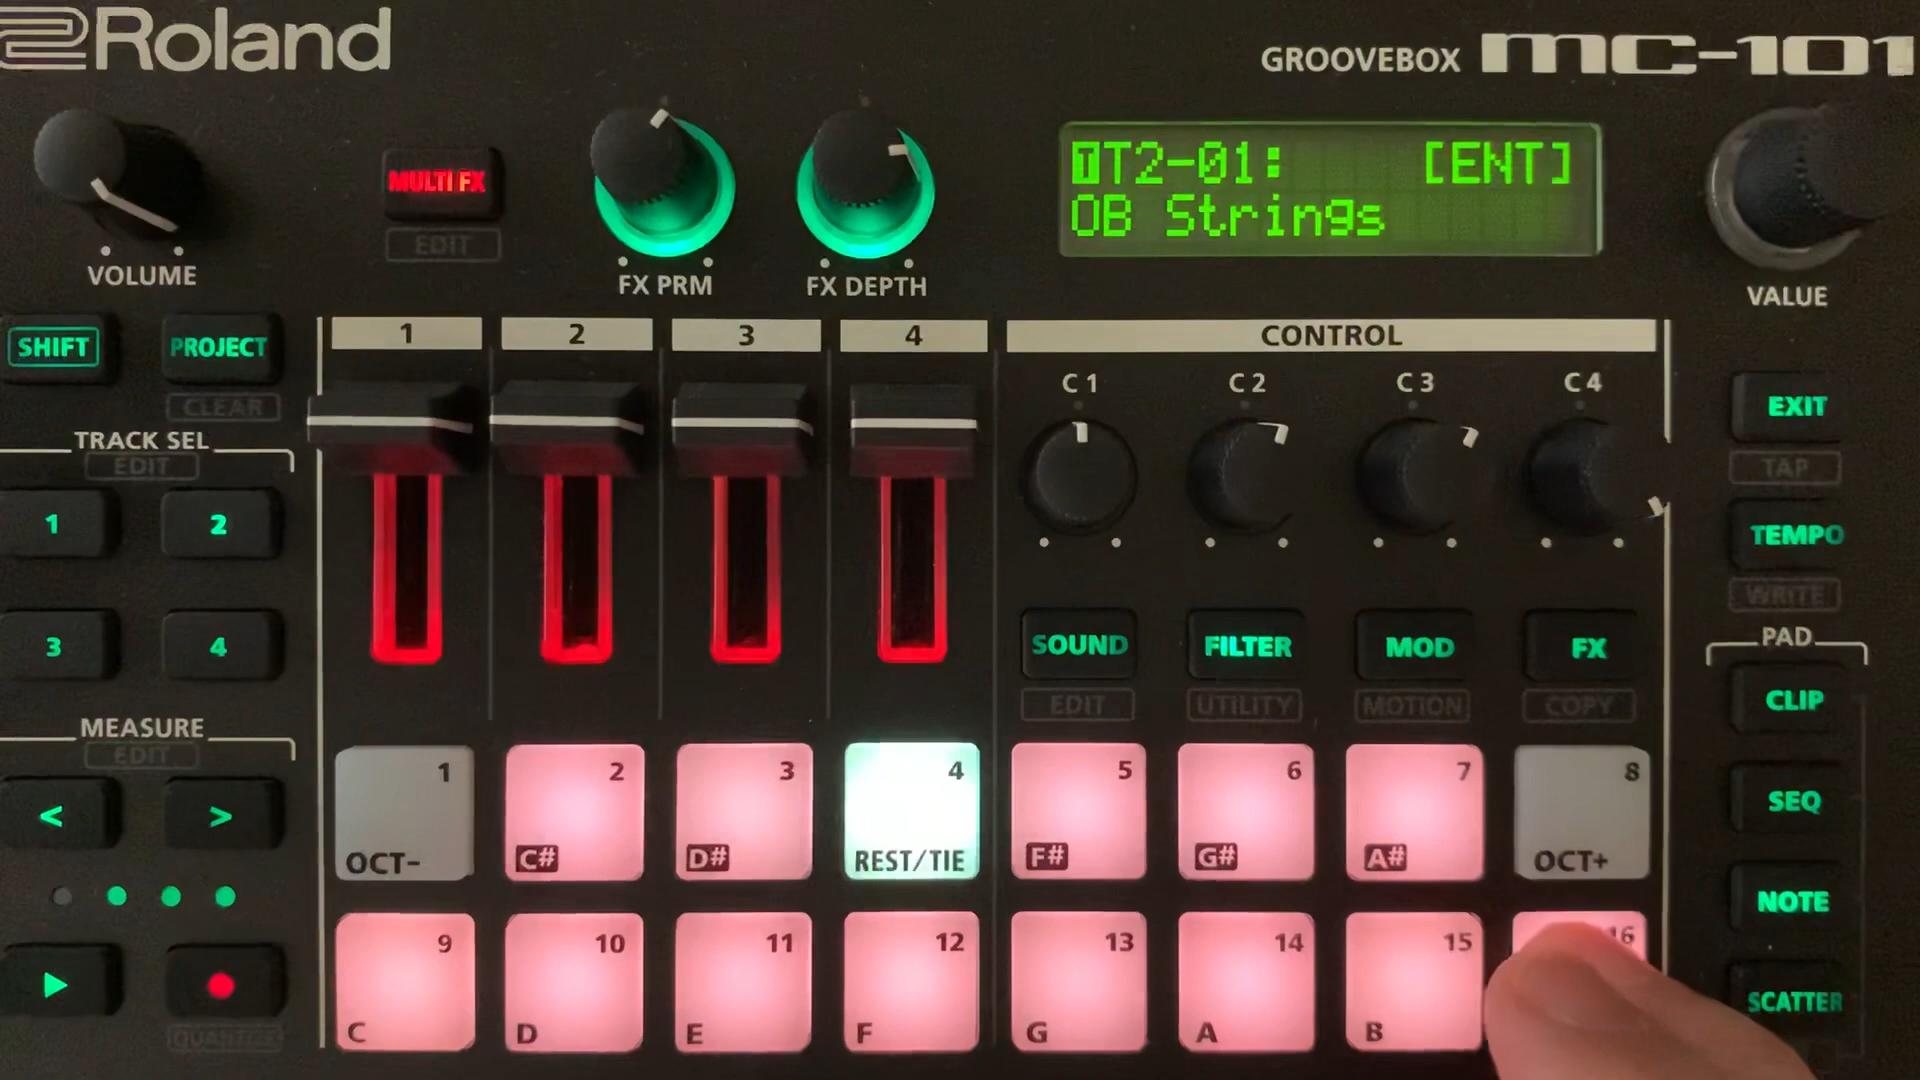 Roland
GROOVEBOX MC-101
MULTI FX
EDIT
VOLUME
FX PRM
FX DEPTH
TT2-01: [ENT]
OB Strings
VALUE
SHIFT
PROJECT
CLEAR
1
2
3
4
CONTROL
C1
C2
C3
C4
EXIT
TAP
TRACK SEL
EDIT
1
2
3
4
TEMPO
WRITE
SOUND
FILTER
MOD
FX
EDIT
UTILITY
MOTION
COPY
PAD
CLIP
SEQ
NOTE
SCATTER
MEASURE
EDIT
<
>
QUANTIZE
1
OCT-
2
C#
3
D#
4
REST/TIE
5
F#
6
G#
7
A#
8
OCT+
9
C
10
D
11
E
12
F
13
G
14
A
15
B
16